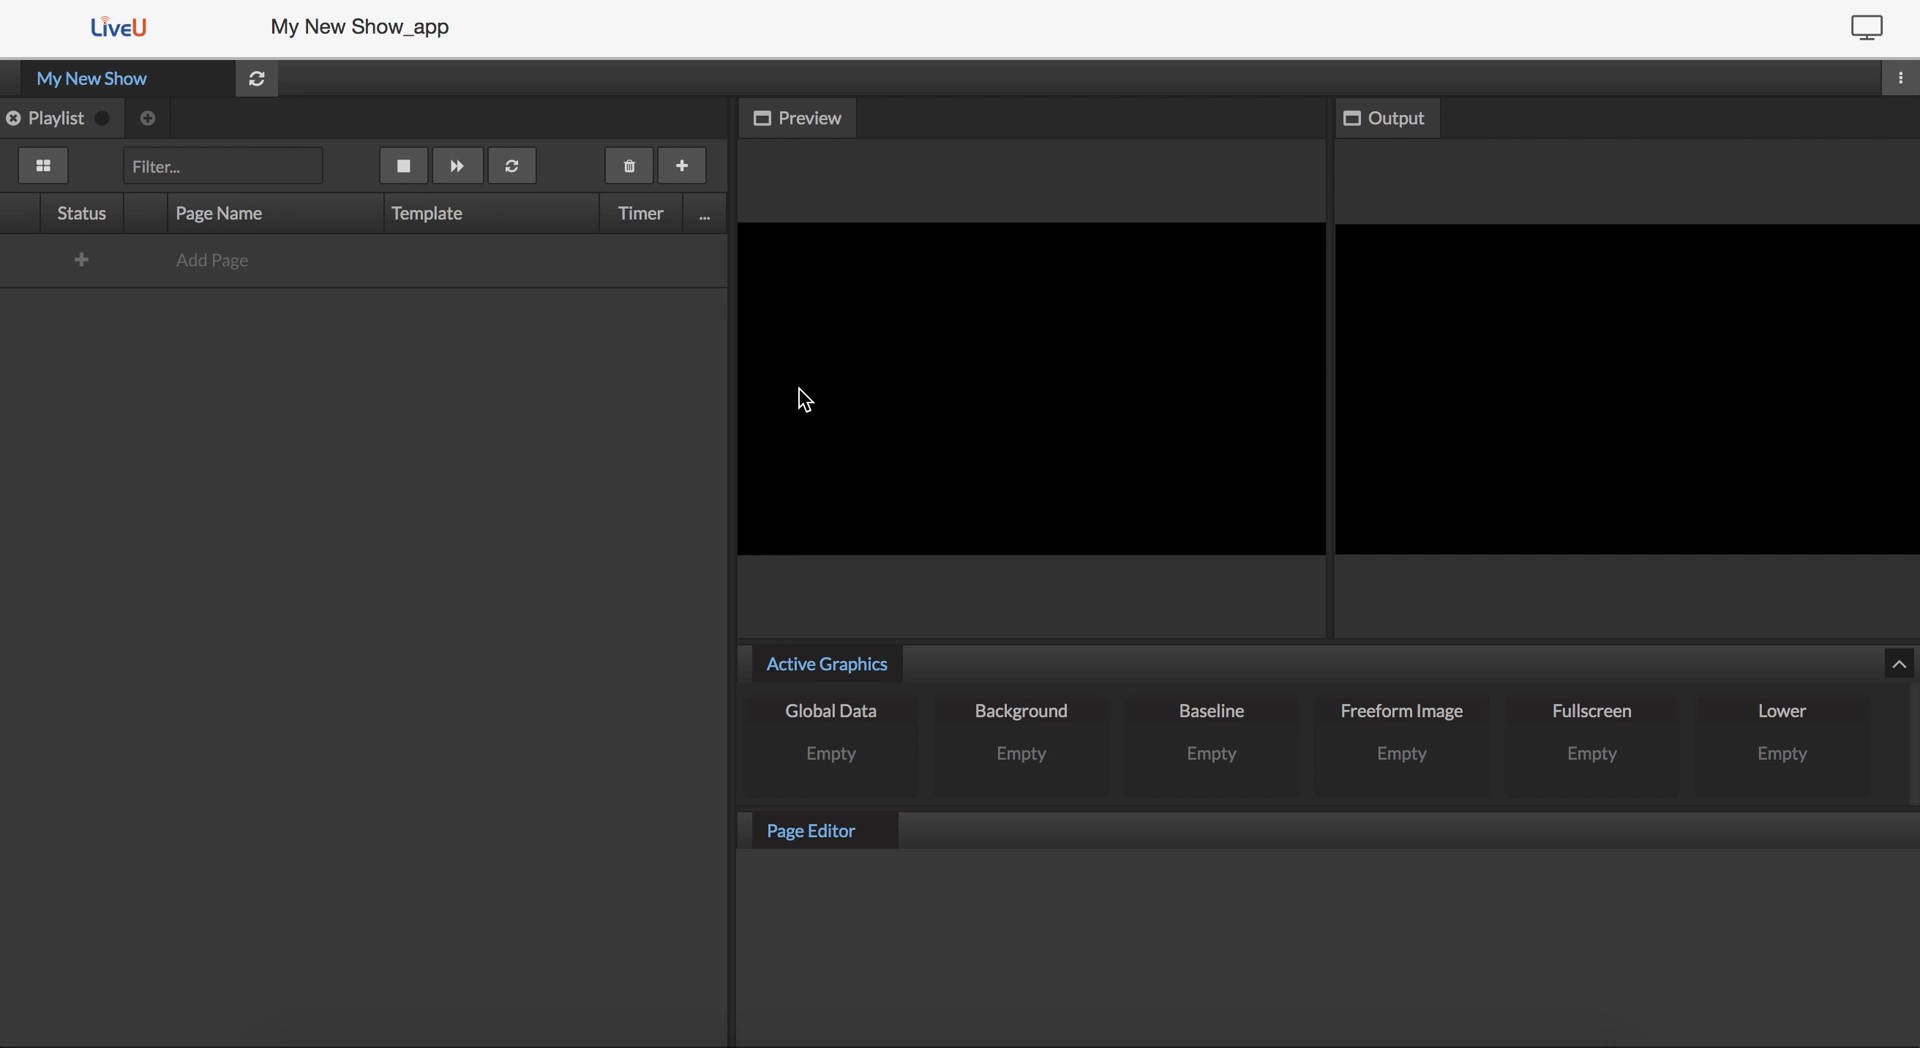 LiveU
My New Show_app
My New Show
Playlist
Preview
Output
Filter...
Status
Page Name
Template
Timer
...
Add Page
Active Graphics
Global Data
Background
Baseline
Freeform Image
Fullscreen
Lower
Empty
Empty
Empty
Empty
Empty
Empty
Page Editor